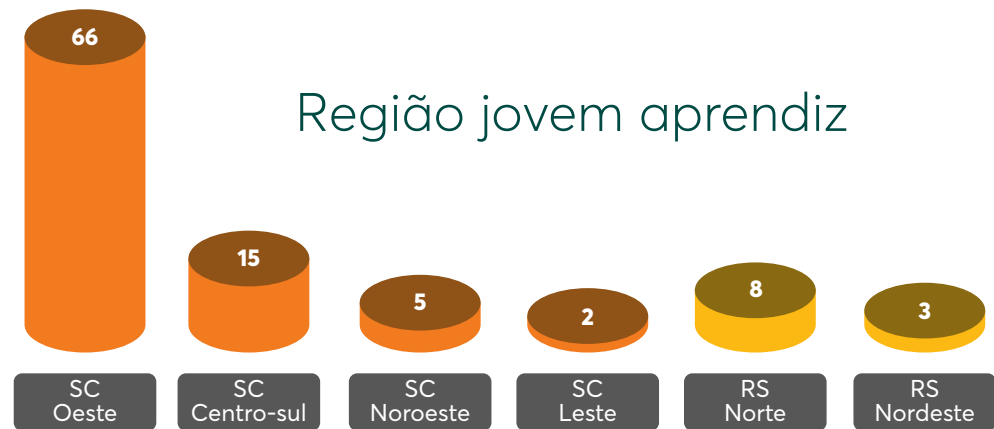 66
Região jovem aprendiz
15
5
2
8
3
SC
Oeste
SC
Centro-sul
SC
Noroeste
SC
Leste
RS
Norte
RS
Nordeste